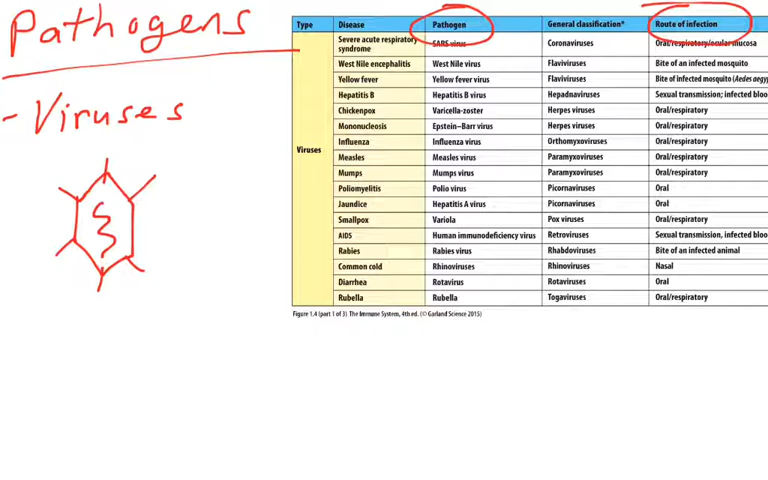 Pathogens
- Viruses
Type Disease Pathogen General classification* Route of infection
Viruses
Severe acute respiratory syndrome SARS virus Coronaviruses Oral/respiratory/ocular mucosa
West Nile encephalitis West Nile virus Flaviviruses Bite of an infected mosquito
Yellow fever Yellow fever virus Flaviviruses Bite of infected mosquito (Aedes aegyp
Hepatitis B Hepatitis B virus Hepadnaviruses Sexual transmission; infected bloo
Chickenpox Varicella-zoster Herpes viruses Oral/respiratory
Mononucleosis Epstein–Barr virus Herpes viruses Oral/respiratory
Influenza Influenza virus Orthomyxoviruses Oral/respiratory
Measles Measles virus Paramyxoviruses Oral/respiratory
Mumps Mumps virus Paramyxoviruses Oral/respiratory
Poliomyelitis Polio virus Picornaviruses Oral
Jaundice Hepatitis A virus Picornaviruses Oral
Smallpox Variola Pox viruses Oral/respiratory
AIDS Human immunodeficiency virus Retroviruses Sexual transmission, infected bloo
Rabies Rabies virus Rhabdoviruses Bite of an infected animal
Common cold Rhinoviruses Rhinoviruses Nasal
Diarrhea Rotavirus Rotaviruses Oral
Rubella Rubella Togaviruses Oral/respiratory
Figure 1.4 (part 1 of 3) The Immune System, 4th ed. (© Garland Science 2015)